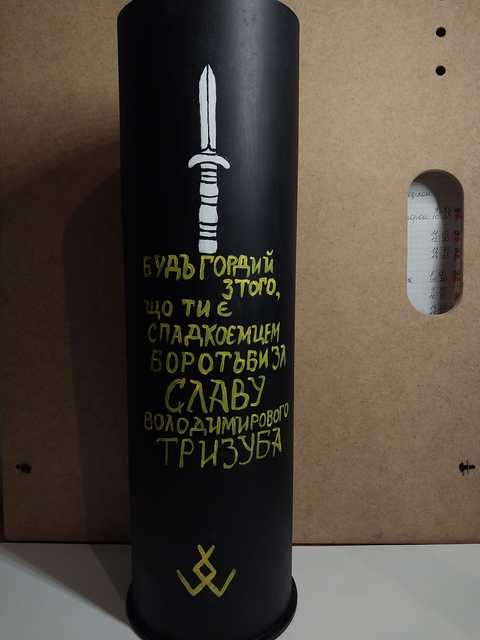 БУДЬ ГОРДИЙ
З ТОГО,
ЩО ТИ Є
СПАДКОЄМЦЕМ
БОРОТЬБИ ЗА
СЛАВУ
ВОЛОДИМИРОВОГО
ТРИЗУБА